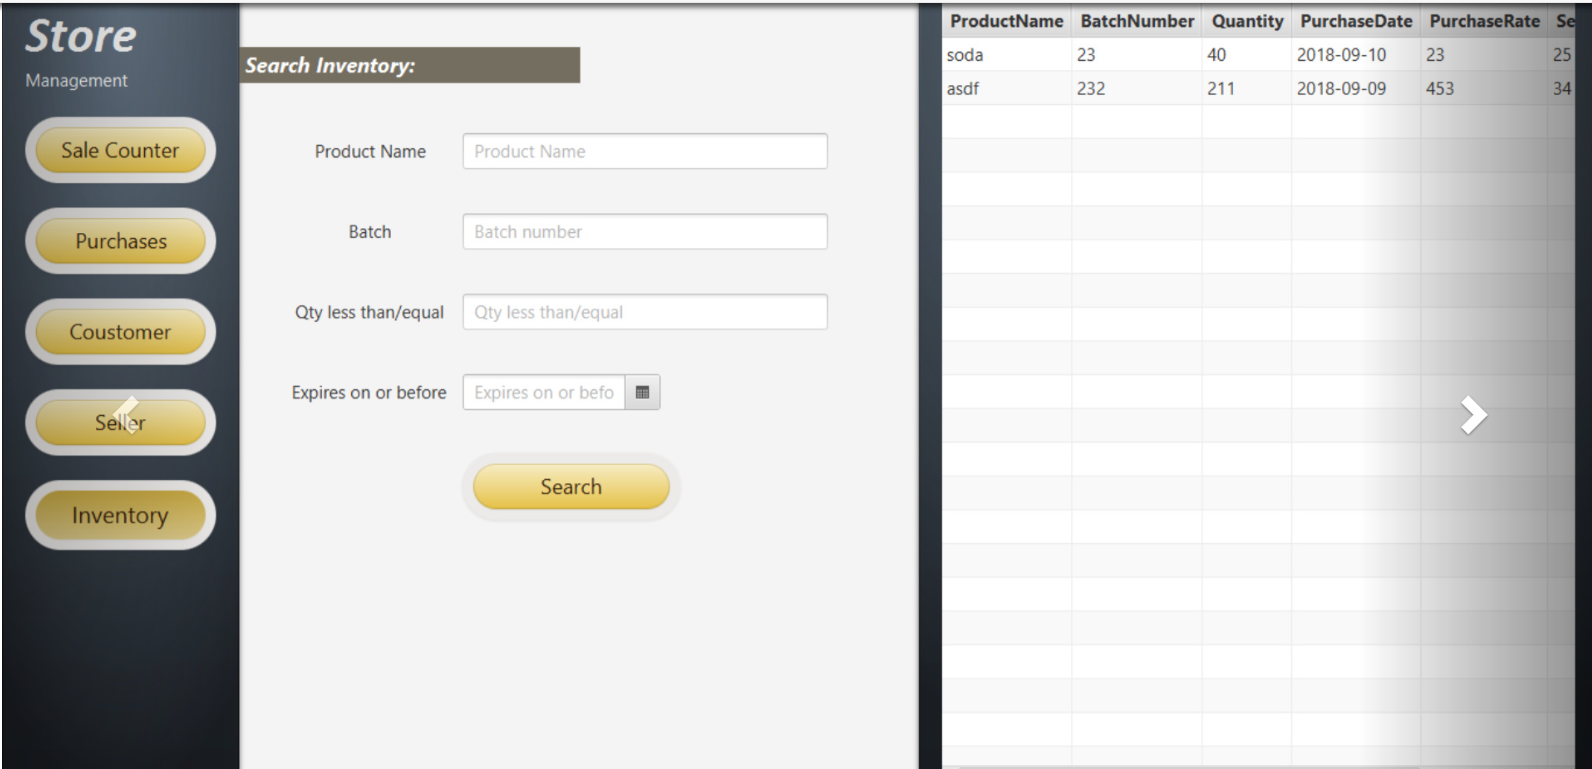 Store
Management
Sale Counter
Purchases
Coustomer
Seller
Inventory
Search Inventory:
Product Name Product Name
Batch Batch number
Qty less than/equal Qty less than/equal
Expires on or before Expires on or befo
Search
ProductName BatchNumber Quantity PurchaseDate PurchaseRate Se
soda 23 40 2018-09-10 23 25
asdf 232 211 2018-09-09 453 34